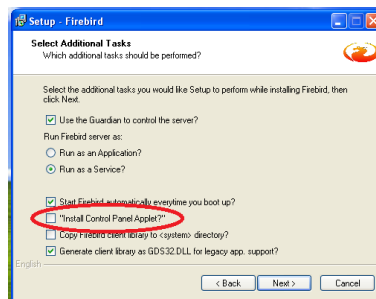 Setup - Firebird
Select Additional Tasks
Which additional tasks should be performed?
Select the additional tasks you would like Setup to perform while installing Firebird, then
click Next.
Use the Guardian to control the server?
Run Firebird server as:
Run as an Application?
Run as a Service?
Start Firebird automatically everytime you boot up?
"Install Control Panel Applet?"
Copy Firebird client library to <system> directory?
Generate client library as GDS32.DLL for legacy app. support?
English
< Back Next > Cancel